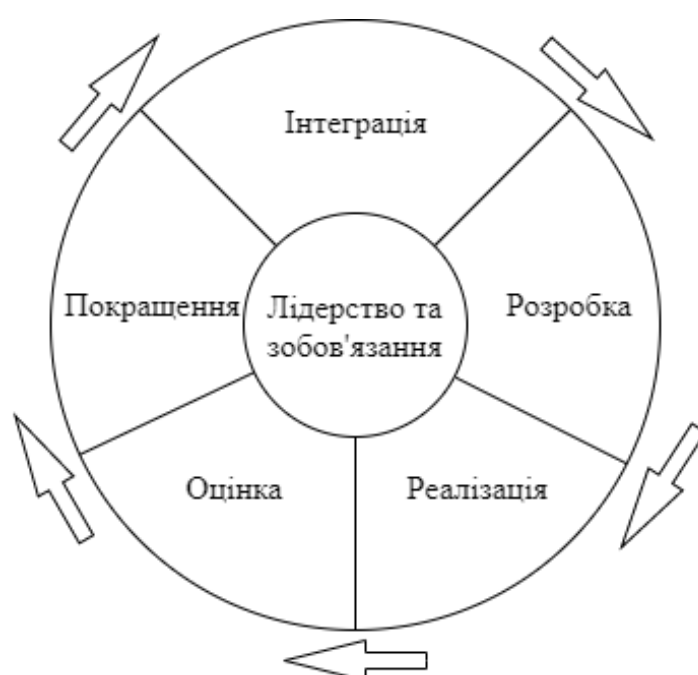 Інтеграція
Розробка
Реалізація
Оцінка
Покращення
Лідерство та
зобов'язання